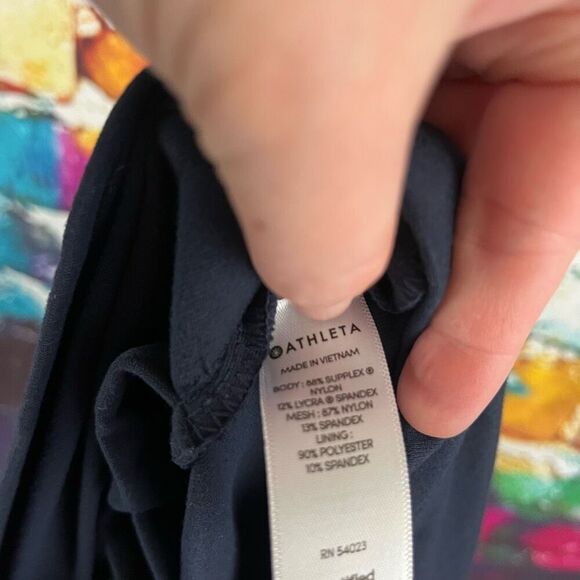 ATHLETA
MADE IN VIETNAM
BODY : 88% SUPPLEX ®
NYLON
12% LYCRA ® SPANDEX
MESH : 87% NYLON
13% SPANDEX
LINING :
90% POLYESTER
10% SPANDEX
RN 54023